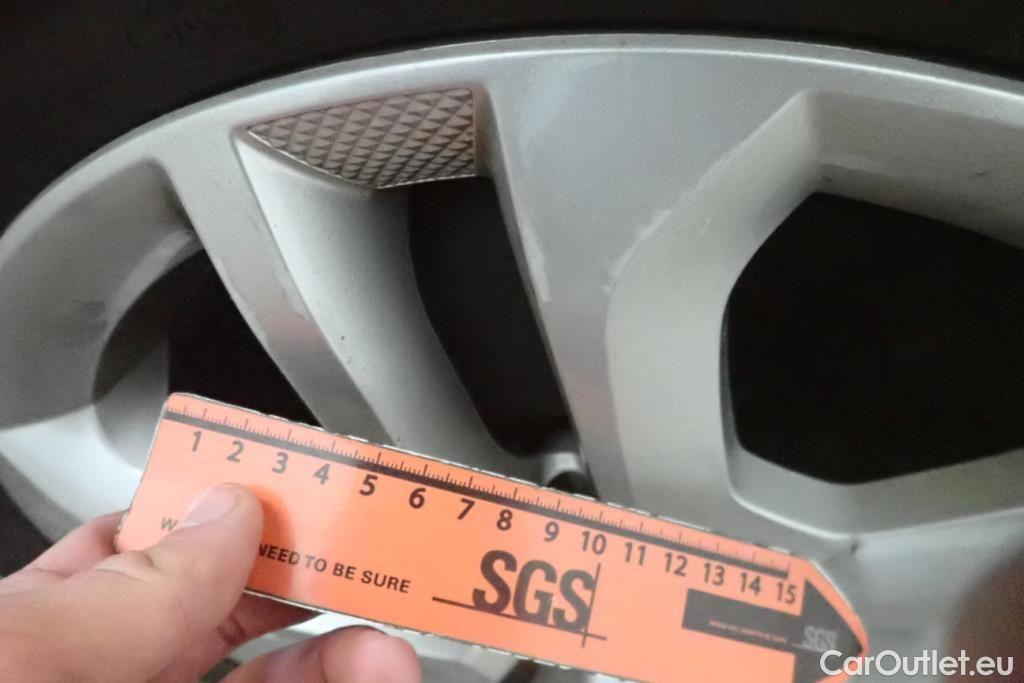 1 2 3 4 5 6 7 8 9 10 11 12 13 14 15
W NEED TO BE SURE
SGS
SGS
CarOutlet.eu